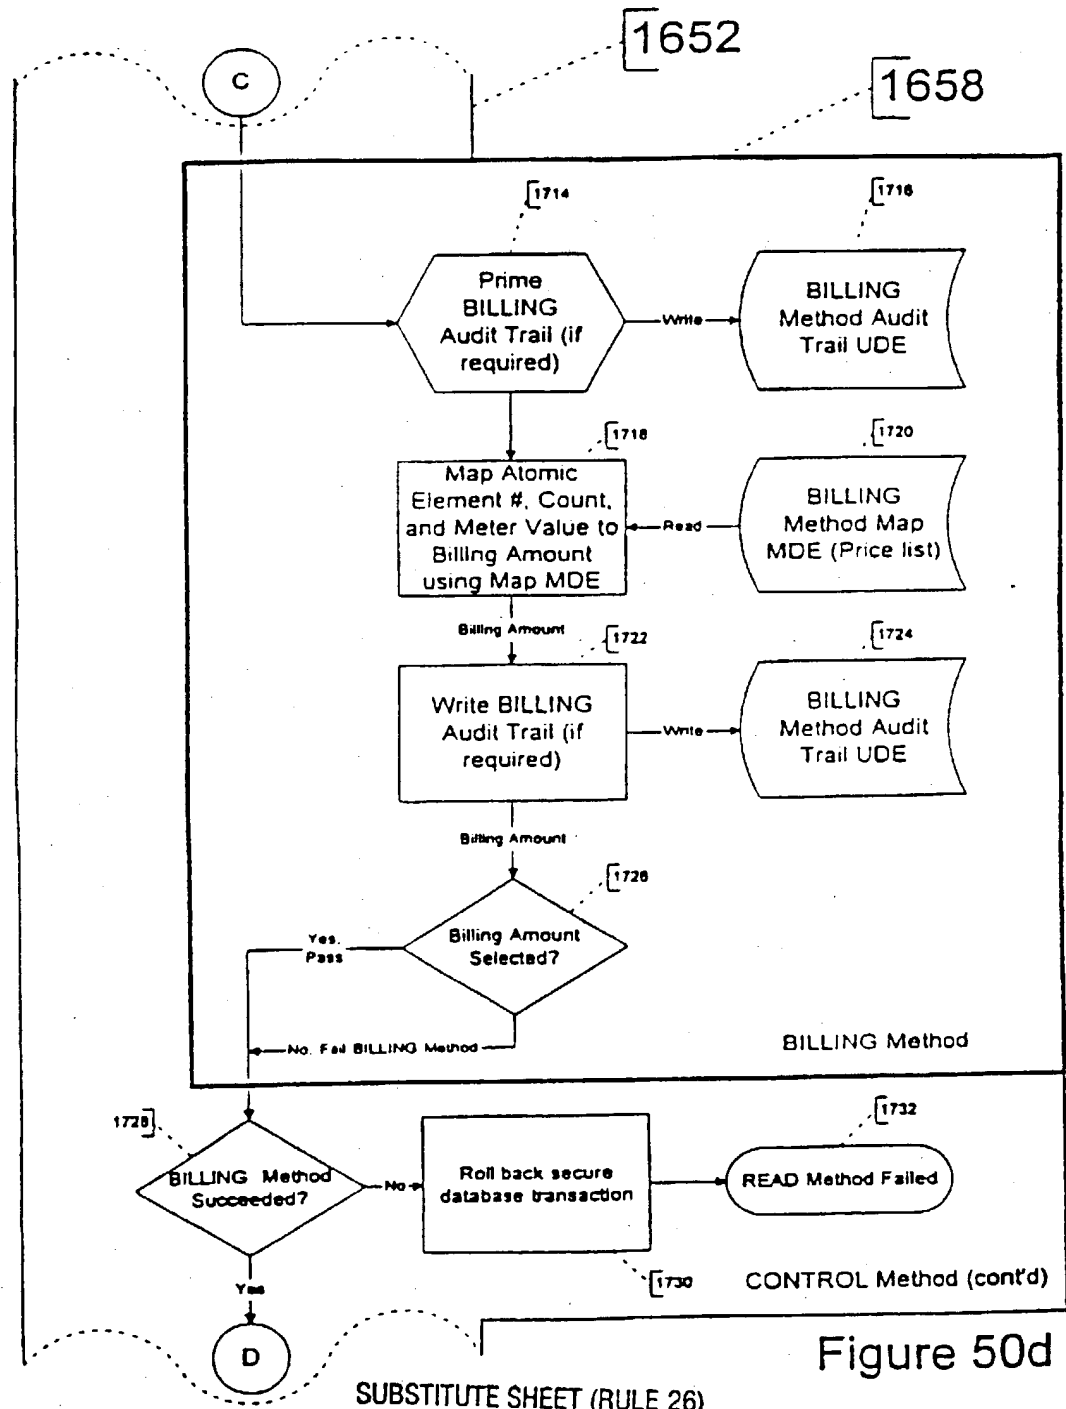 1652
C
1658
1714
1716
Prime
BILLING
Audit Trail (if
required)
Write
BILLING
Method Audit
Trail UDE
1718
1720
Map Atomic
Element #, Count,
and Meter Value to
Billing Amount
using Map MDE
Read
BILLING
Method Map
MDE (Price list)
Billing Amount
1722
1724
Write BILLING
Audit Trail (if
required)
Write
BILLING
Method Audit
Trail UDE
Billing Amount
1726
Billing Amount
Selected?
Yes,
Pass
No, Fail BILLING Method
BILLING Method
1728
1732
BILLING Method
Succeeded?
No
Roll back secure
database transaction
READ Method Failed
1730
CONTROL Method (cont'd)
Yes
D
Figure 50d
SUBSTITUTE SHEET (RULE 26)